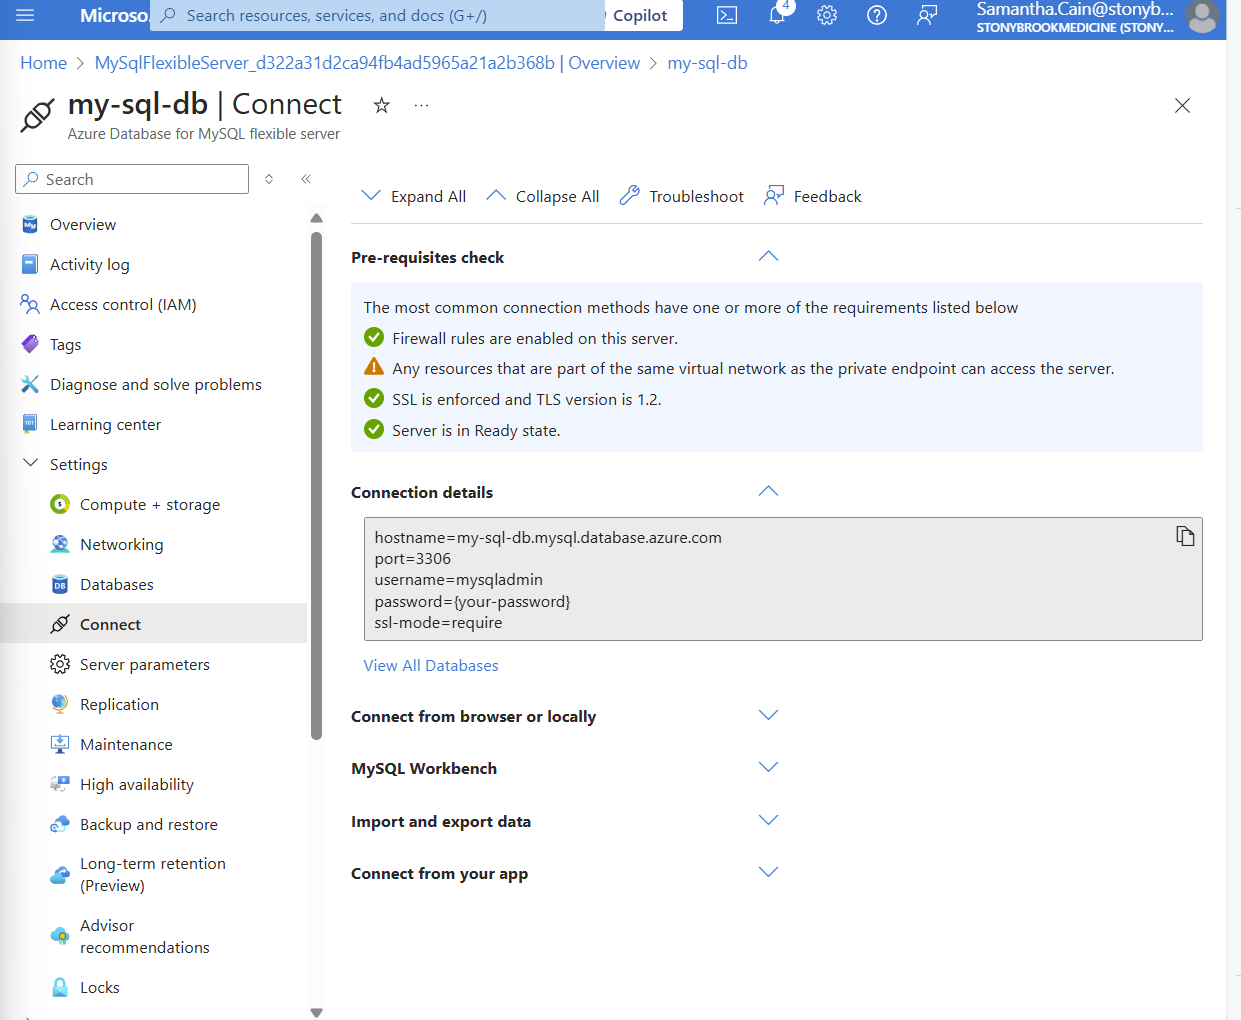 Microso.
Search resources, services, and docs (G+/)
Copilot
4
Samantha.Cain@stonyb...
STONYBROOKMEDICINE (STONY...
Home > MySqlFlexibleServer_d322a31d2ca94fb4ad5965a21a2b368b | Overview > my-sql-db
my-sql-db | Connect
Azure Database for MySQL flexible server
Search
Overview
Activity log
Access control (IAM)
Tags
Diagnose and solve problems
Learning center
Settings
Compute + storage
Networking
Databases
Connect
Server parameters
Replication
Maintenance
High availability
Backup and restore
Long-term retention
(Preview)
Advisor
recommendations
Locks
Expand All
Collapse All
Troubleshoot
Feedback
Pre-requisites check
The most common connection methods have one or more of the requirements listed below
Firewall rules are enabled on this server.
Any resources that are part of the same virtual network as the private endpoint can access the server.
SSL is enforced and TLS version is 1.2.
Server is in Ready state.
Connection details
hostname=my-sql-db.mysql.database.azure.com
port=3306
username=mysqladmin
password={your-password}
ssl-mode=require
View All Databases
Connect from browser or locally
MySQL Workbench
Import and export data
Connect from your app